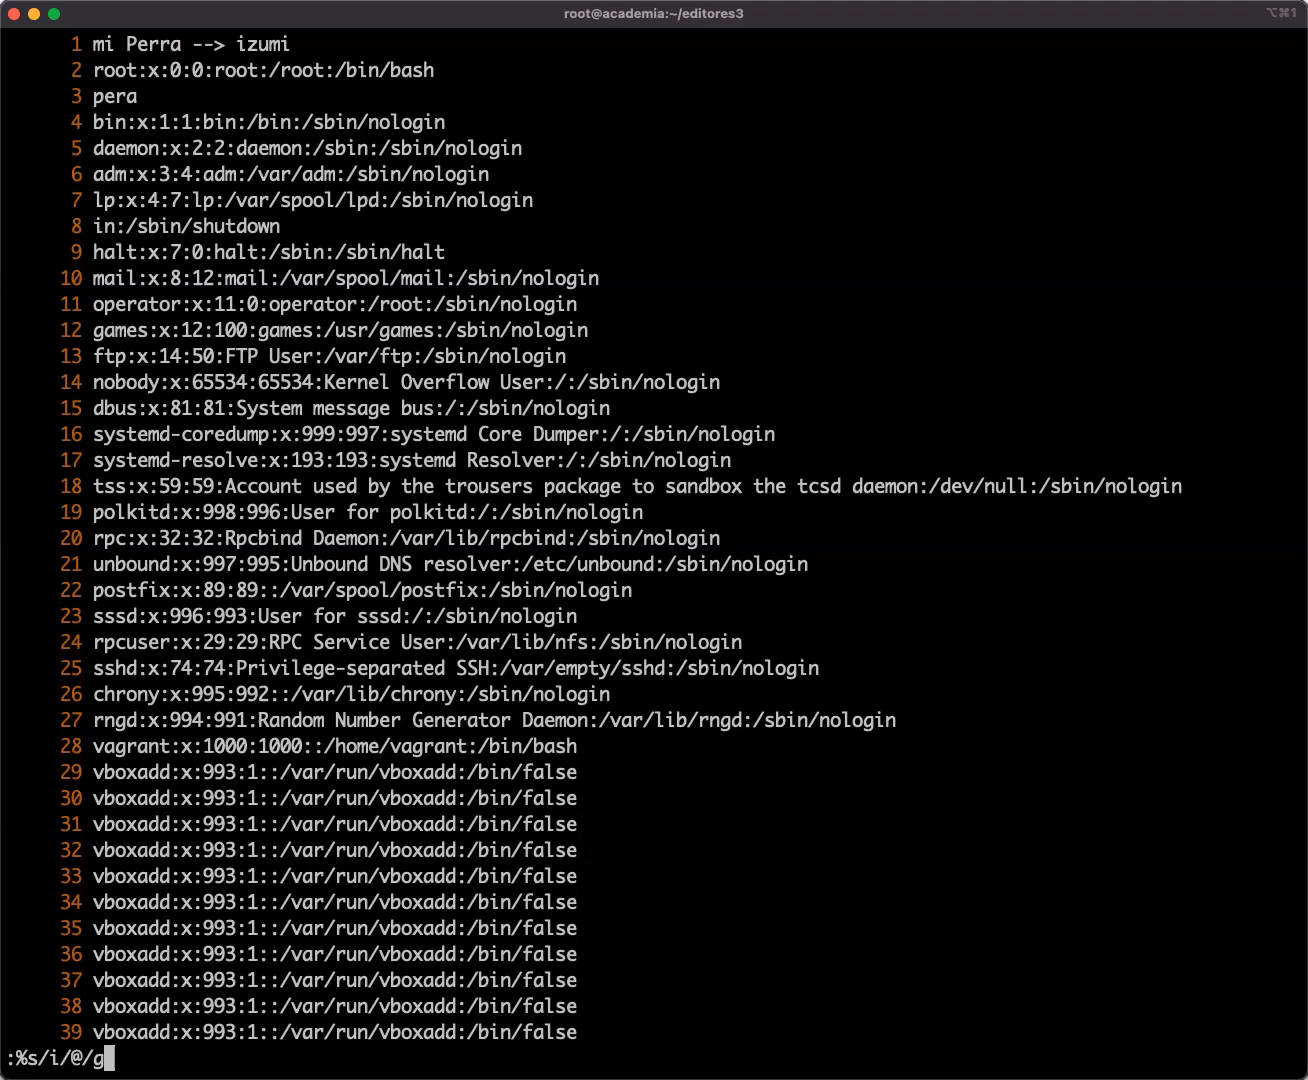 root@academia:~/editores3
⌥⌘1
1 mi Perra --> izumi
2 root:x:0:0:root:/root:/bin/bash
3 pera
4 bin:x:1:1:bin:/bin:/sbin/nologin
5 daemon:x:2:2:daemon:/sbin:/sbin/nologin
6 adm:x:3:4:adm:/var/adm:/sbin/nologin
7 lp:x:4:7:lp:/var/spool/lpd:/sbin/nologin
8 in:/sbin/shutdown
9 halt:x:7:0:halt:/sbin:/sbin/halt
10 mail:x:8:12:mail:/var/spool/mail:/sbin/nologin
11 operator:x:11:0:operator:/root:/sbin/nologin
12 games:x:12:100:games:/usr/games:/sbin/nologin
13 ftp:x:14:50:FTP User:/var/ftp:/sbin/nologin
14 nobody:x:65534:65534:Kernel Overflow User:/:/sbin/nologin
15 dbus:x:81:81:System message bus:/:/sbin/nologin
16 systemd-coredump:x:999:997:systemd Core Dumper:/:/sbin/nologin
17 systemd-resolve:x:193:193:systemd Resolver:/:/sbin/nologin
18 tss:x:59:59:Account used by the trousers package to sandbox the tcsd daemon:/dev/null:/sbin/nologin
19 polkitd:x:998:996:User for polkitd:/:/sbin/nologin
20 rpc:x:32:32:Rpcbind Daemon:/var/lib/rpcbind:/sbin/nologin
21 unbound:x:997:995:Unbound DNS resolver:/etc/unbound:/sbin/nologin
22 postfix:x:89:89::/var/spool/postfix:/sbin/nologin
23 sssd:x:996:993:User for sssd:/:/sbin/nologin
24 rpcuser:x:29:29:RPC Service User:/var/lib/nfs:/sbin/nologin
25 sshd:x:74:74:Privilege-separated SSH:/var/empty/sshd:/sbin/nologin
26 chrony:x:995:992::/var/lib/chrony:/sbin/nologin
27 rngd:x:994:991:Random Number Generator Daemon:/var/lib/rngd:/sbin/nologin
28 vagrant:x:1000:1000::/home/vagrant:/bin/bash
29 vboxadd:x:993:1::/var/run/vboxadd:/bin/false
30 vboxadd:x:993:1::/var/run/vboxadd:/bin/false
31 vboxadd:x:993:1::/var/run/vboxadd:/bin/false
32 vboxadd:x:993:1::/var/run/vboxadd:/bin/false
33 vboxadd:x:993:1::/var/run/vboxadd:/bin/false
34 vboxadd:x:993:1::/var/run/vboxadd:/bin/false
35 vboxadd:x:993:1::/var/run/vboxadd:/bin/false
36 vboxadd:x:993:1::/var/run/vboxadd:/bin/false
37 vboxadd:x:993:1::/var/run/vboxadd:/bin/false
38 vboxadd:x:993:1::/var/run/vboxadd:/bin/false
39 vboxadd:x:993:1::/var/run/vboxadd:/bin/false
:%s/i/@/g